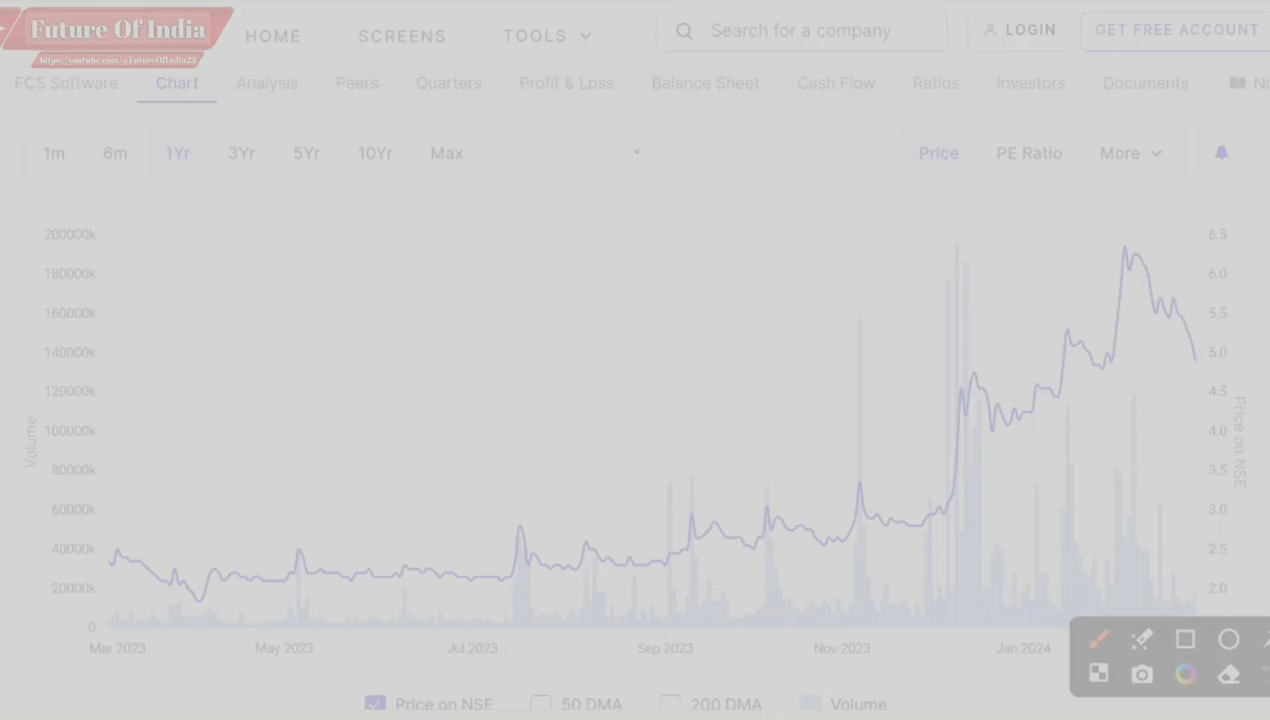 Future Of India
HOME SCREENS TOOLS Search for a company LOGIN GET FREE ACCOUNT
FCS Software Chart Analysis Peers Quarters Profit & Loss Balance Sheet Cash Flow Ratios Investors Documents No
1m 6m 1Yr 3Yr 5Yr 10Yr Max Price PE Ratio More
200000k 6.5
180000k 6.0
160000k 5.5
140000k 5.0
120000k 4.5
100000k 4.0
80000k 3.5
60000k 3.0
40000k 2.5
20000k 2.0
0
Volume
Price on NSE
Mar 2023 May 2023 Jul 2023 Sep 2023 Nov 2023 Jan 2024
Price on NSE 50 DMA 200 DMA Volume